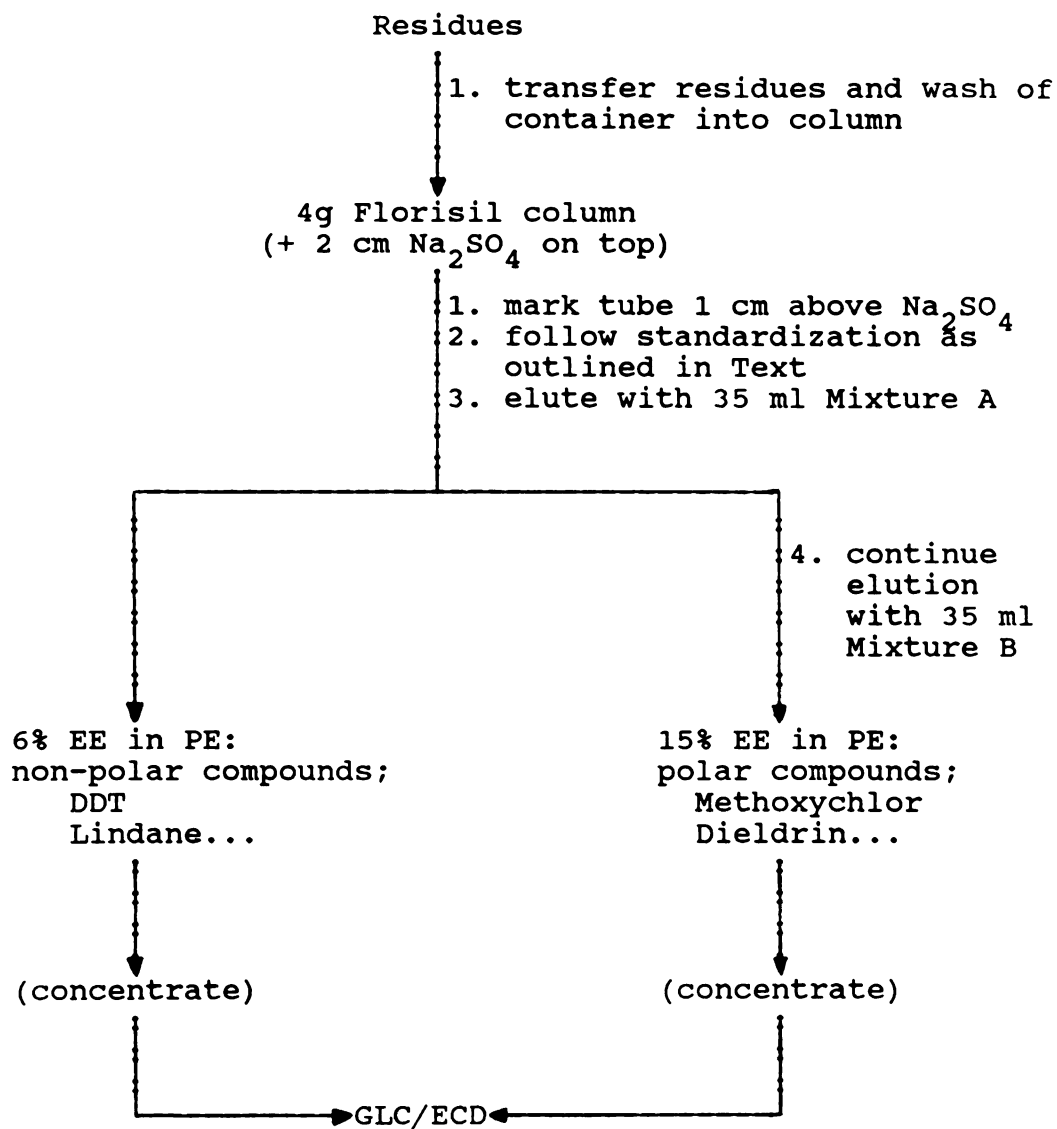 Residues
1. transfer residues and wash of
container into column
4g Florisil column
(+ 2 cm Na₂SO₄ on top)
1. mark tube 1 cm above Na₂SO₄
2. follow standardization as
outlined in Text
3. elute with 35 ml Mixture A
4. continue
elution
with 35 ml
Mixture B
6% EE in PE:
non-polar compounds;
DDT
Lindane...
15% EE in PE:
polar compounds;
Methoxychlor
Dieldrin...
(concentrate)
(concentrate)
GLC/ECD